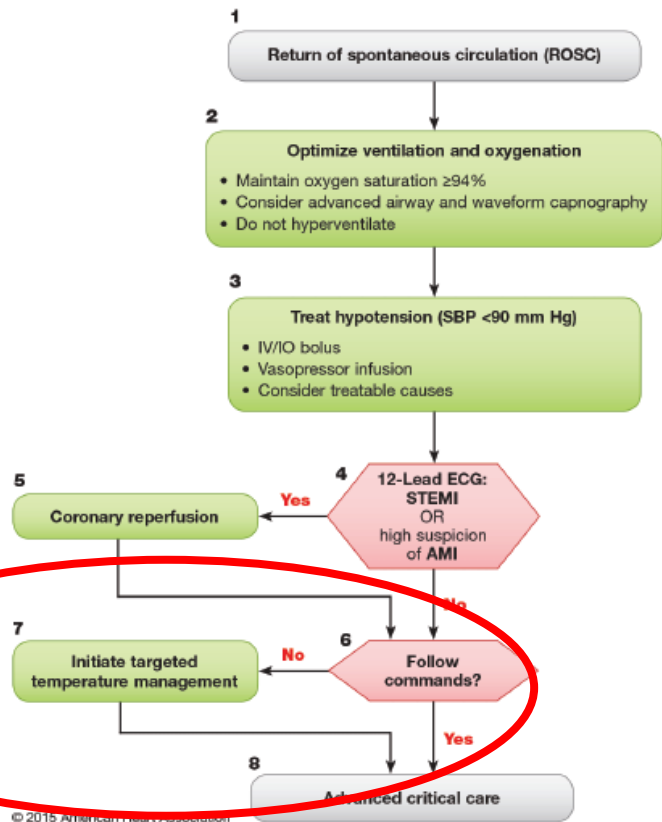 1
Return of spontaneous circulation (ROSC)
2
Optimize ventilation and oxygenation
• Maintain oxygen saturation ≥94%
• Consider advanced airway and waveform capnography
• Do not hyperventilate
3
Treat hypotension (SBP <90 mm Hg)
• IV/IO bolus
• Vasopressor infusion
• Consider treatable causes
4
12-Lead ECG:
STEMI
OR
high suspicion
of AMI
Yes
5
Coronary reperfusion
No
6
Follow
commands?
No
7
Initiate targeted
temperature management
Yes
8
Advanced critical care
© 2015 American Heart Association